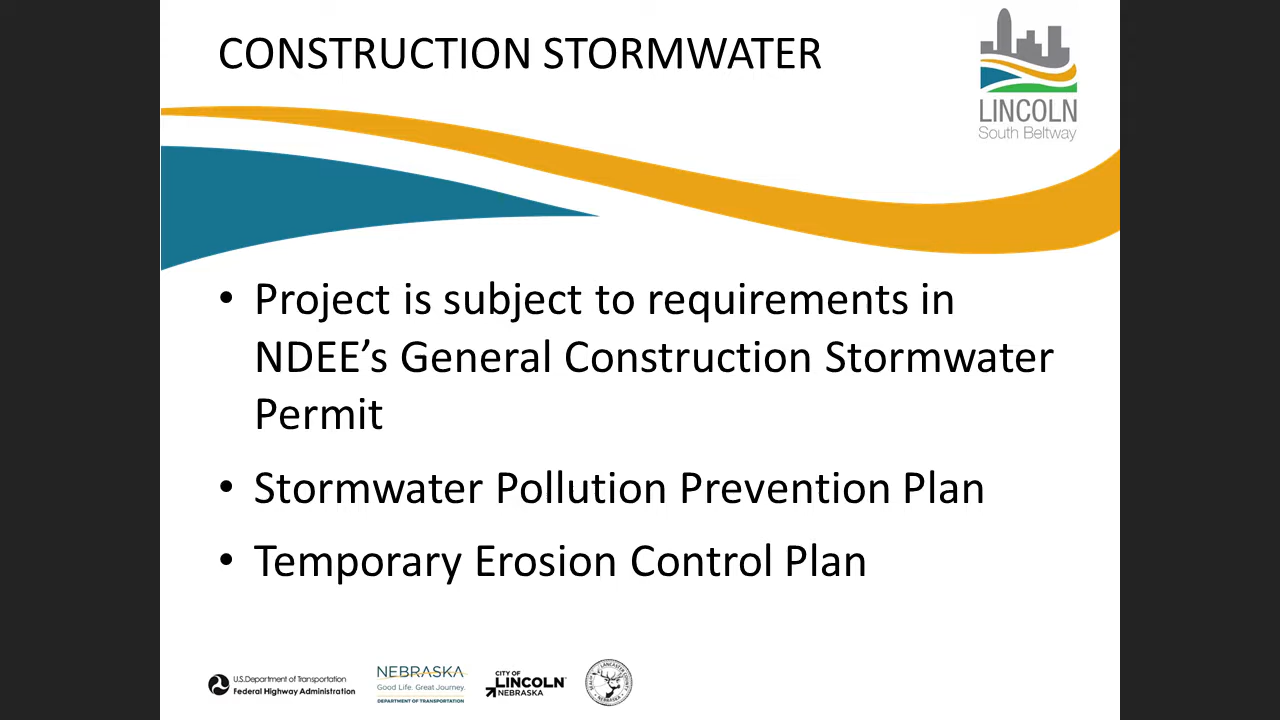 CONSTRUCTION STORMWATER
LINCOLN
South Beltway
• Project is subject to requirements in
NDEE’s General Construction Stormwater
Permit
• Stormwater Pollution Prevention Plan
• Temporary Erosion Control Plan
U.S.Department of Transportation
Federal Highway Administration
NEBRASKA
Good Life. Great Journey.
DEPARTMENT OF TRANSPORTATION
CITY OF
LINCOLN
NEBRASKA